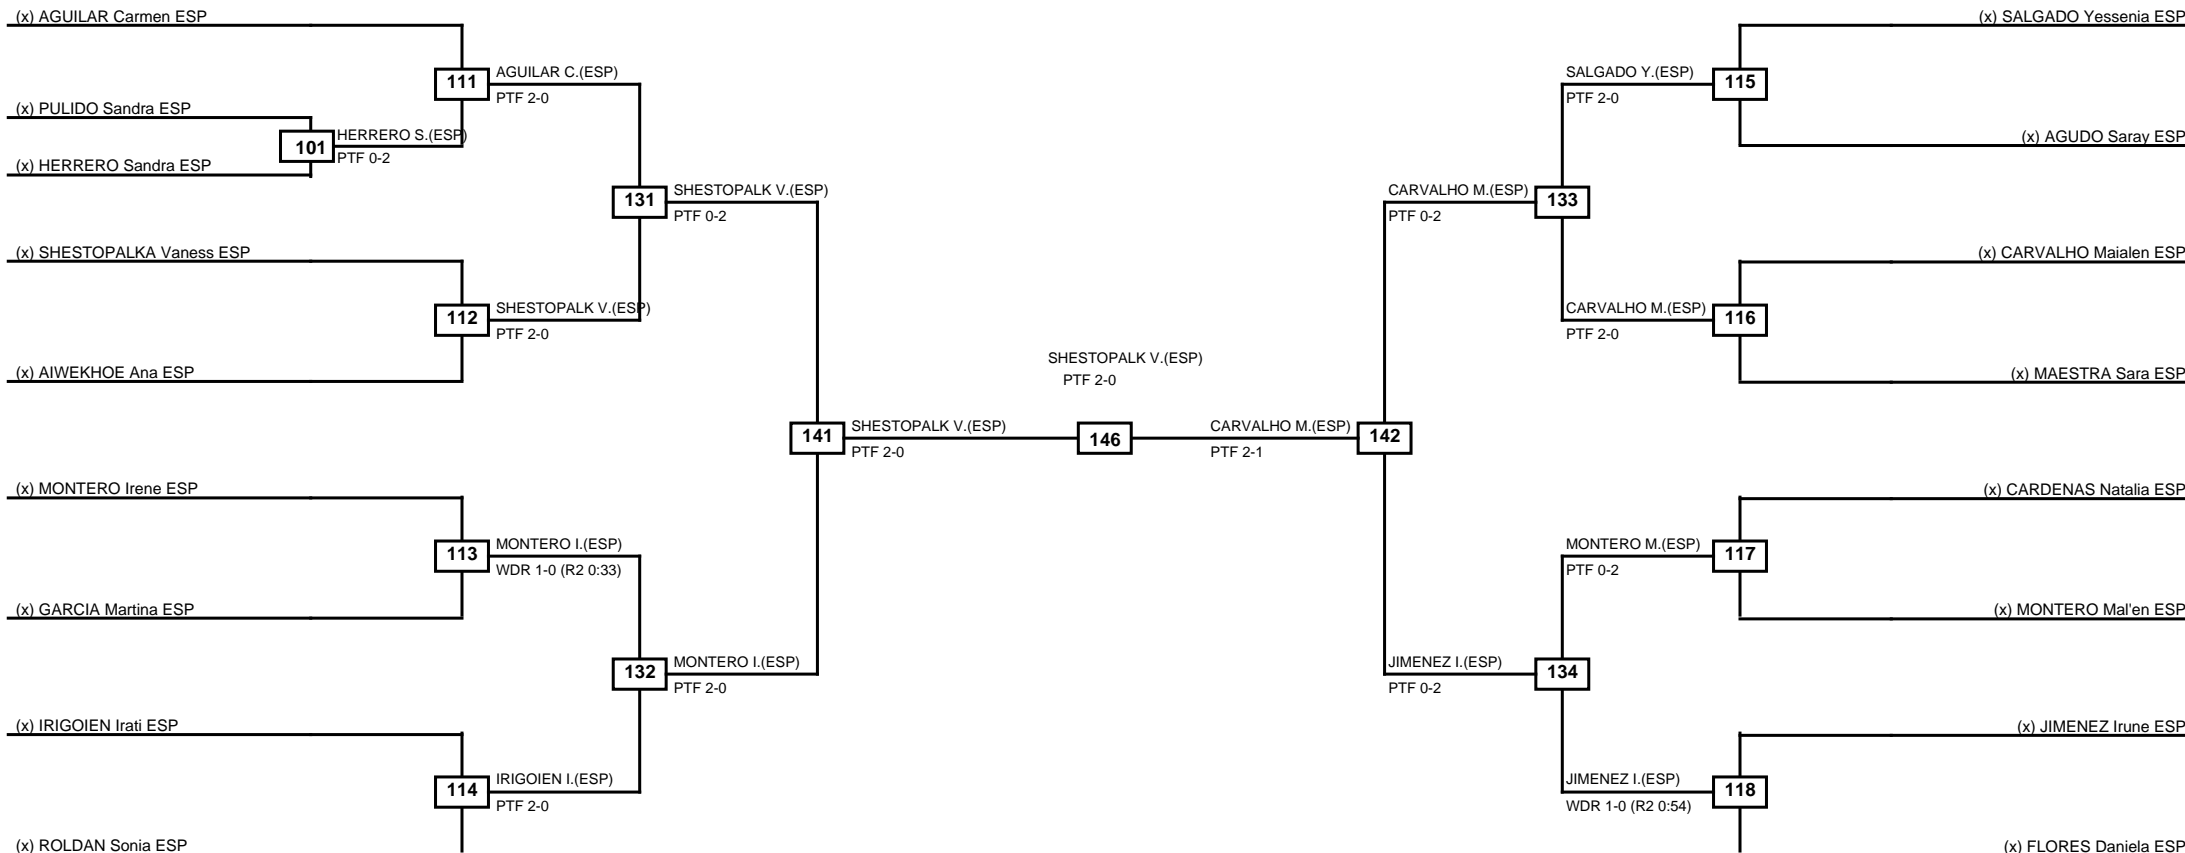 (x) AGUILAR Carmen ESP
(x) SALGADO Yessenia ESP
111
AGUILAR C.(ESP)
PTF 2-0
SALGADO Y.(ESP)
PTF 2-0
115
(x) PULIDO Sandra ESP
101
HERRERO S.(ESP)
PTF 0-2
(x) AGUDO Saray ESP
(x) HERRERO Sandra ESP
131
SHESTOPALK V.(ESP)
PTF 0-2
CARVALHO M.(ESP)
PTF 0-2
133
(x) SHESTOPALKA Vaness ESP
(x) CARVALHO Maialen ESP
112
SHESTOPALK V.(ESP)
PTF 2-0
CARVALHO M.(ESP)
PTF 2-0
116
SHESTOPALK V.(ESP)
PTF 2-0
(x) AIWEKHOE Ana ESP
(x) MAESTRA Sara ESP
141
SHESTOPALK V.(ESP)
PTF 2-0
146
CARVALHO M.(ESP)
PTF 2-1
142
(x) MONTERO Irene ESP
(x) CARDENAS Natalia ESP
113
MONTERO I.(ESP)
WDR 1-0 (R2 0:33)
MONTERO M.(ESP)
PTF 0-2
117
(x) GARCIA Martina ESP
(x) MONTERO Mal'en ESP
132
MONTERO I.(ESP)
PTF 2-0
JIMENEZ I.(ESP)
PTF 0-2
134
(x) IRIGOIEN Irati ESP
(x) JIMENEZ Irune ESP
114
IRIGOIEN I.(ESP)
PTF 2-0
JIMENEZ I.(ESP)
WDR 1-0 (R2 0:54)
118
(x) ROLDAN Sonia ESP
(x) FLORES Daniela ESP